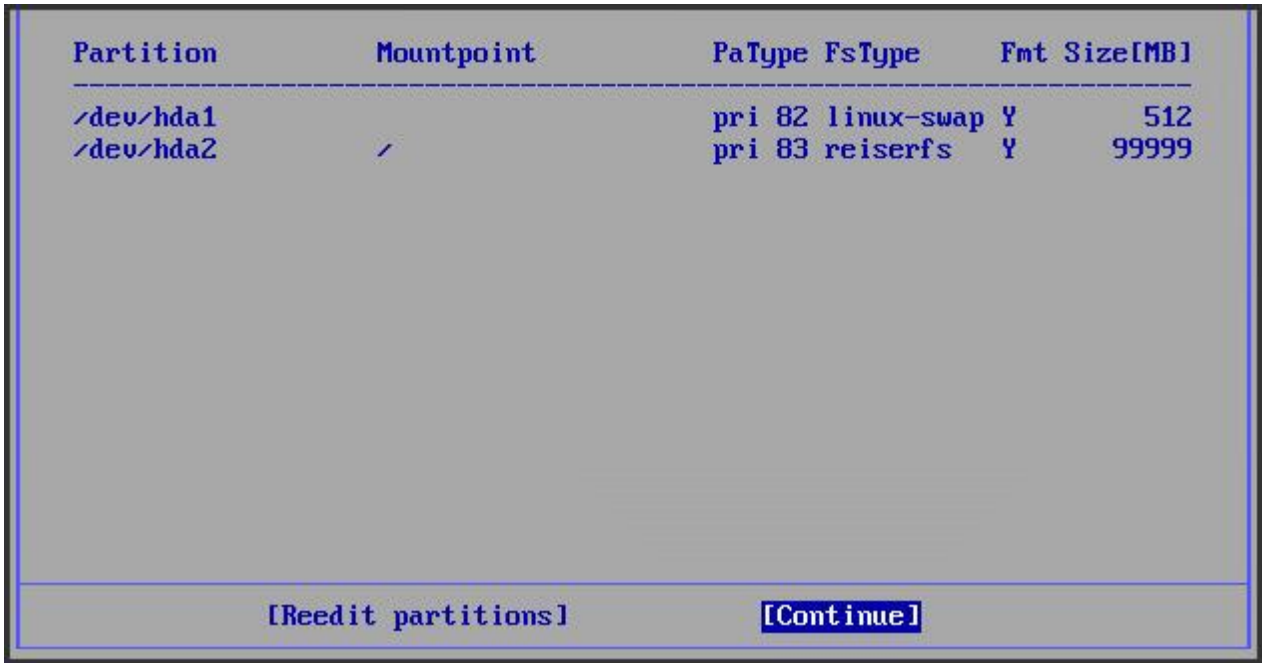 Partition Mountpoint PaType FsType Fmt Size[MB]
----------------------------------------------------------------------
/dev/hda1 pri 82 linux-swap Y 512
/dev/hda2 / pri 83 reiserfs Y 99999
[Reedit partitions] [Continue]